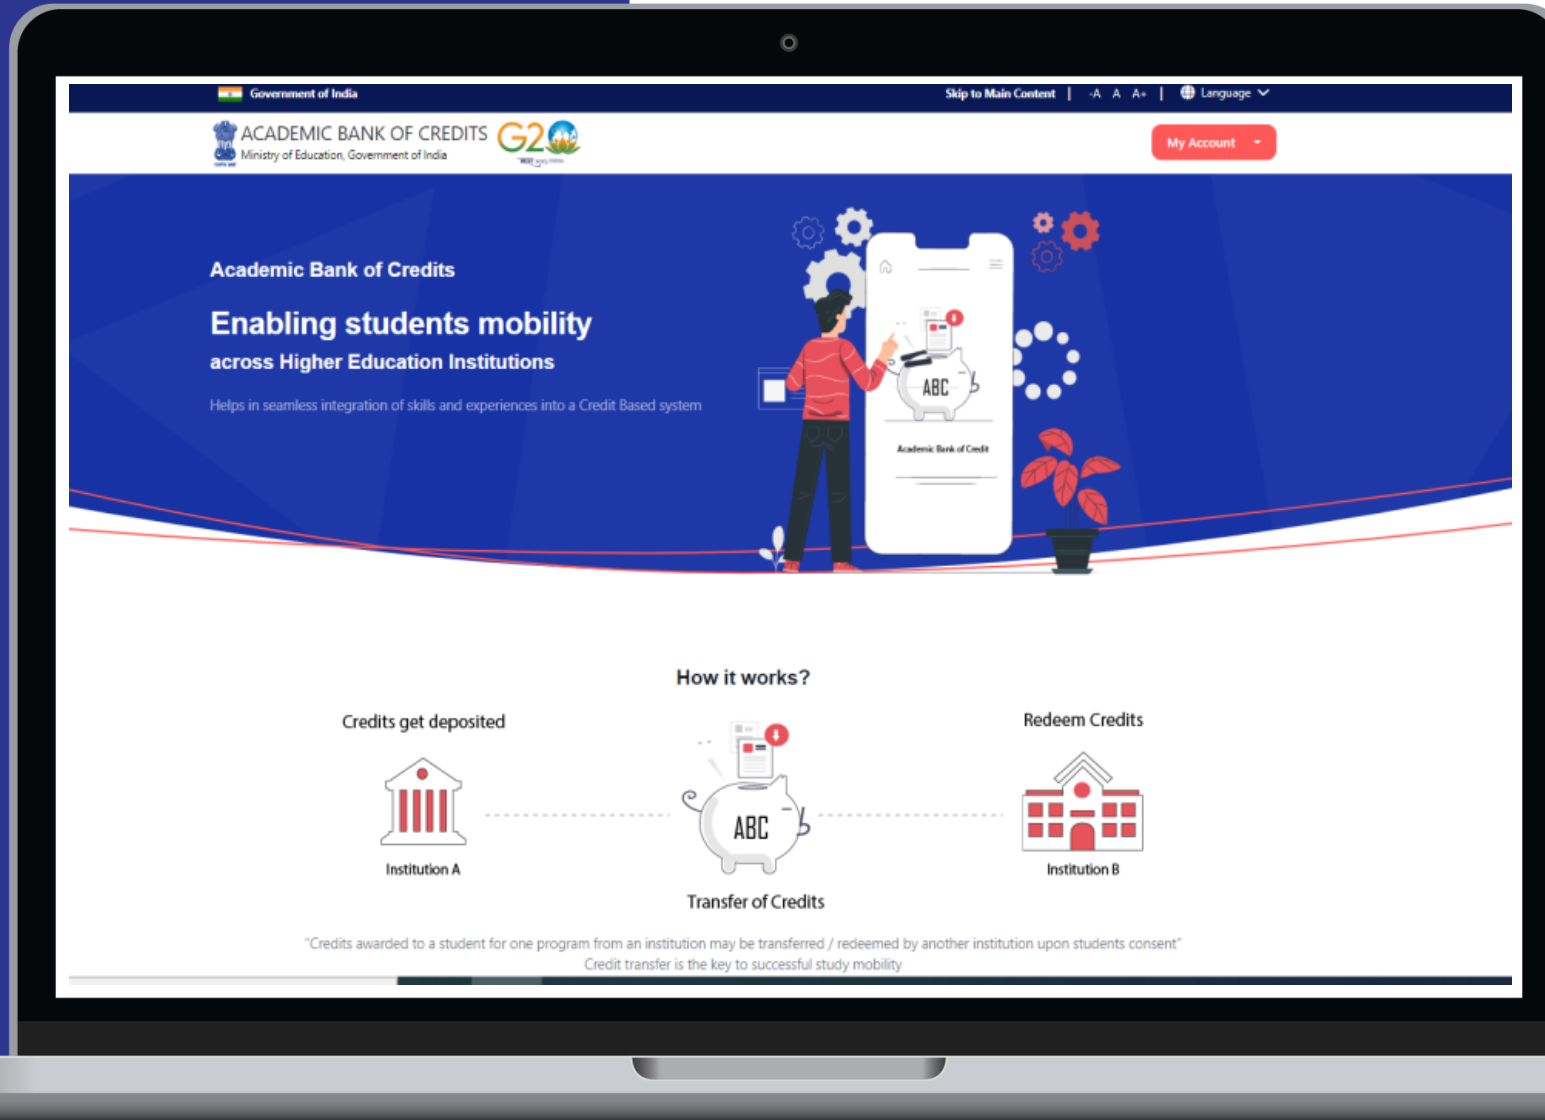 Government of India
Skip to Main Content | -A A A+ | Language
ACADEMIC BANK OF CREDITS G20
Ministry of Education, Government of India
My Account
Academic Bank of Credits
Enabling students mobility
across Higher Education Institutions
Helps in seamless integration of skills and experiences into a Credit Based system
ABC
Academic Bank of Credit
How it works?
Credits get deposited
Redeem Credits
ABC
Institution A
Institution B
Transfer of Credits
"Credits awarded to a student for one program from an institution may be transferred / redeemed by another institution upon students consent"
Credit transfer is the key to successful study mobility